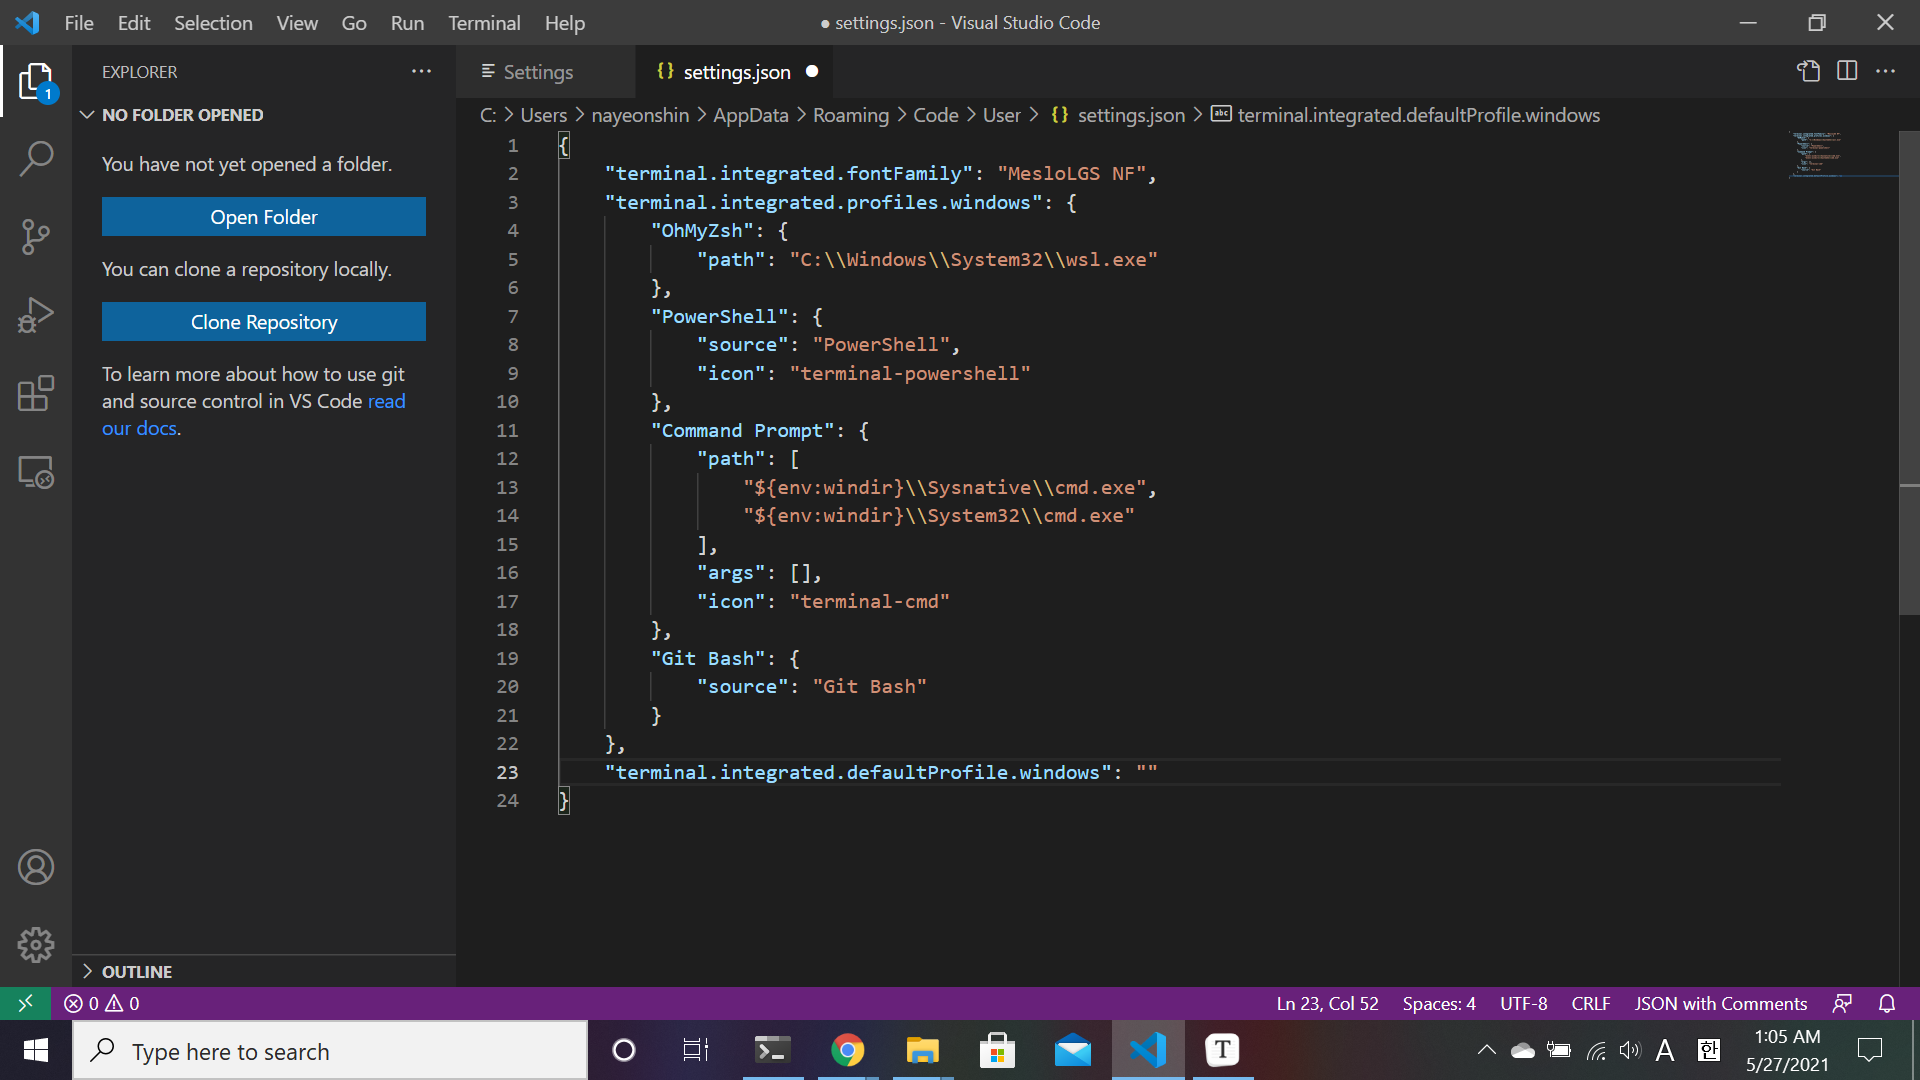 File Edit Selection View Go Run Terminal Help
● settings.json - Visual Studio Code
EXPLORER
NO FOLDER OPENED
You have not yet opened a folder.
Open Folder
You can clone a repository locally.
Clone Repository
To learn more about how to use git
and source control in VS Code read
our docs.
OUTLINE
1
Settings
{} settings.json
C: > Users > nayeonshin > AppData > Roaming > Code > User > {} settings.json > abc terminal.integrated.defaultProfile.windows
1 {
2 "terminal.integrated.fontFamily": "MesloLGS NF",
3 "terminal.integrated.profiles.windows": {
4 "OhMyZsh": {
5 "path": "C:\\Windows\\System32\\wsl.exe"
6 },
7 "PowerShell": {
8 "source": "PowerShell",
9 "icon": "terminal-powershell"
10 },
11 "Command Prompt": {
12 "path": [
13 "${env:windir}\\Sysnative\\cmd.exe",
14 "${env:windir}\\System32\\cmd.exe"
15 ],
16 "args": [],
17 "icon": "terminal-cmd"
18 },
19 "Git Bash": {
20 "source": "Git Bash"
21 }
22 },
23 "terminal.integrated.defaultProfile.windows": ""
24 }
0 0
Ln 23, Col 52 Spaces: 4 UTF-8 CRLF JSON with Comments
Type here to search
T
A 한
1:05 AM
5/27/2021